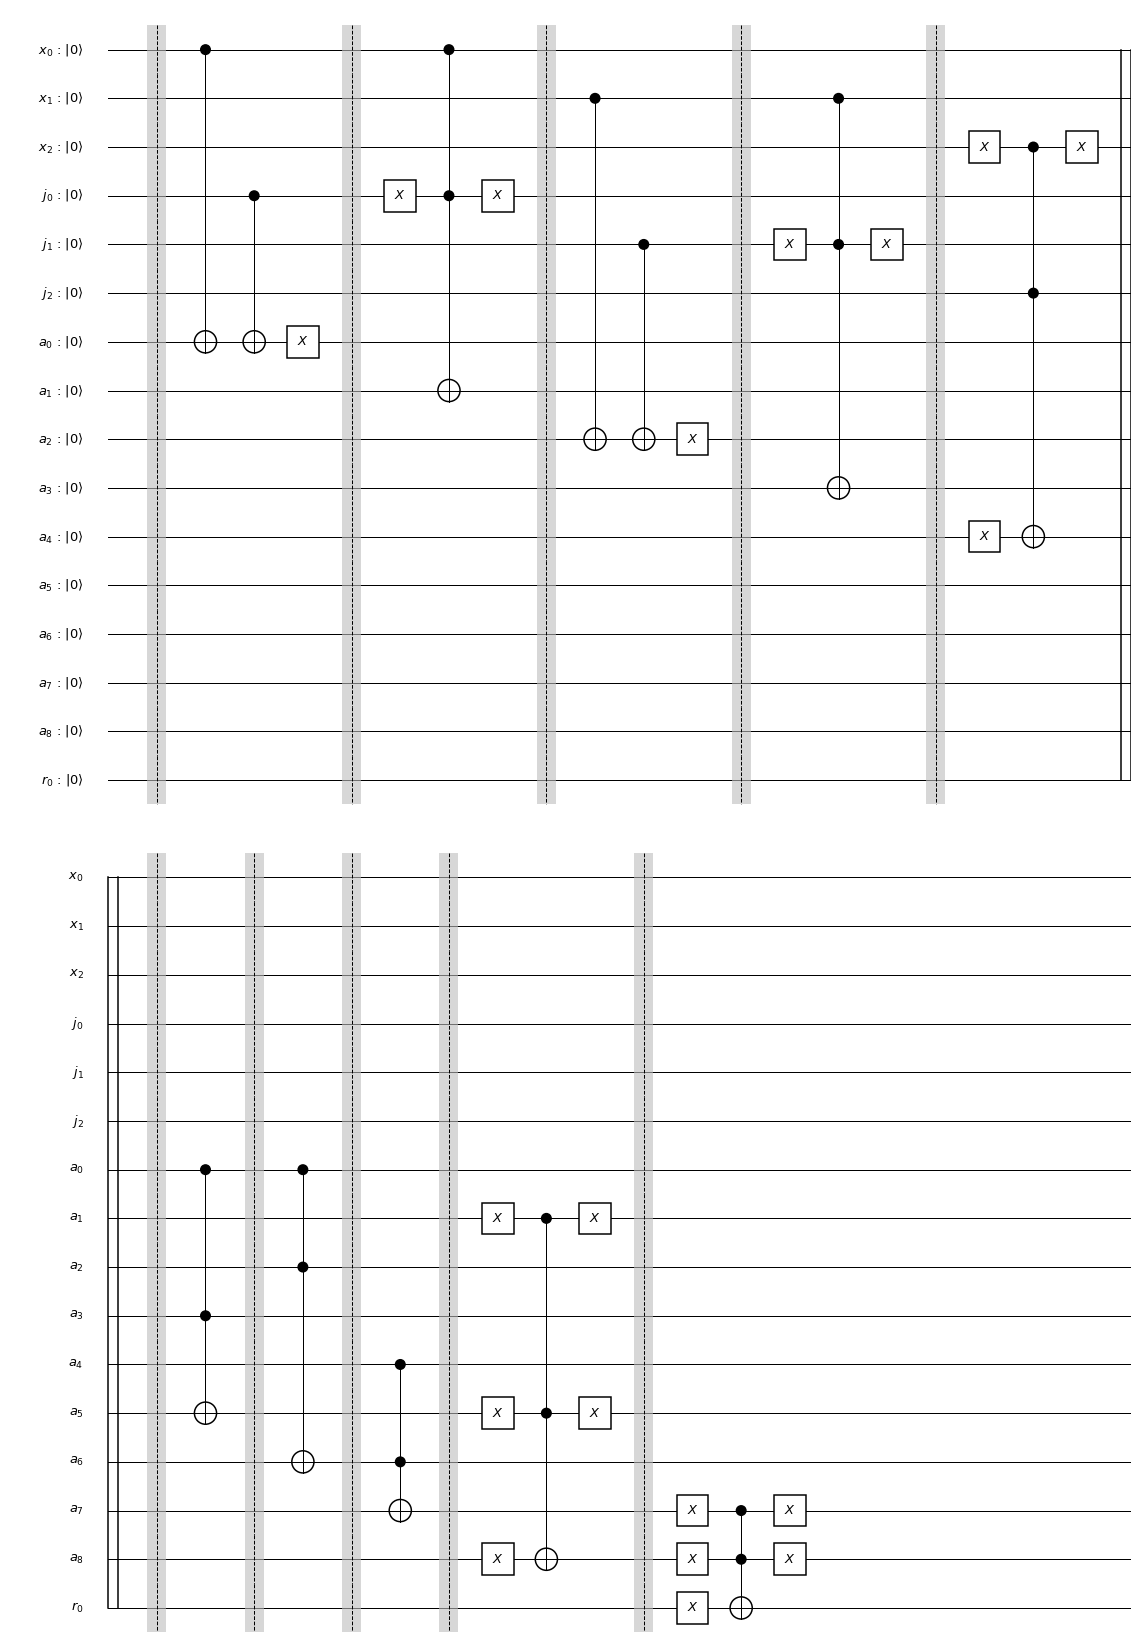 x₀ : |0⟩
x₁ : |0⟩
X X
x₂ : |0⟩
X X
j₀ : |0⟩
X X
j₁ : |0⟩
j₂ : |0⟩
X
a₀ : |0⟩
a₁ : |0⟩
X
a₂ : |0⟩
a₃ : |0⟩
X
a₄ : |0⟩
a₅ : |0⟩
a₆ : |0⟩
a₇ : |0⟩
a₈ : |0⟩
r₀ : |0⟩
x₀
x₁
x₂
j₀
j₁
j₂
a₀
X X
a₁
a₂
a₃
a₄
X X
a₅
a₆
X X
a₇
X X X
a₈
X
r₀